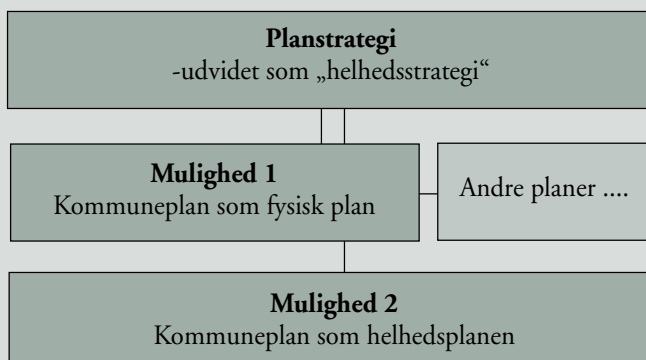 Planstrategi
-udvidet som „helhedsstrategi“
Mulighed 1
Kommuneplan som fysisk plan
Andre planer ....
Mulighed 2
Kommuneplan som helhedsplanen